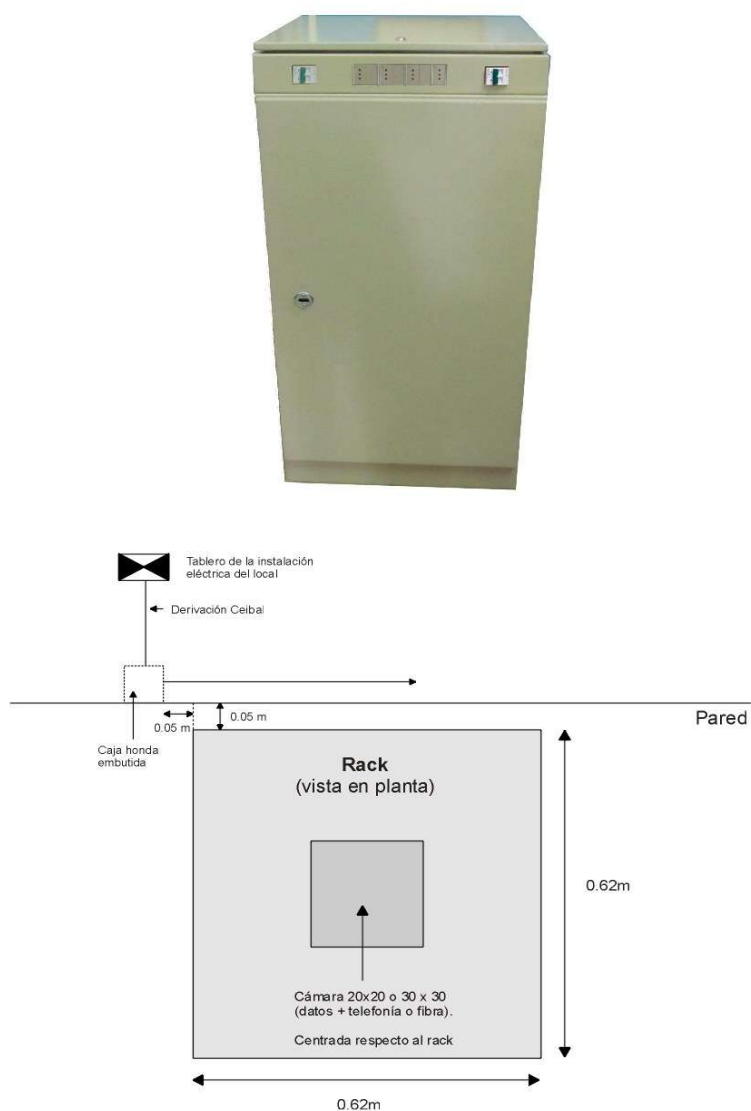 Tablero de la instalación
eléctrica del local
Derivación Ceibal
0.05 m
0.05 m
Pared
Caja honda
embutida
Rack
(vista en planta)
0.62m
Cámara 20x20 o 30 x 30
(datos + telefonía o fibra).
Centrada respecto al rack
0.62m